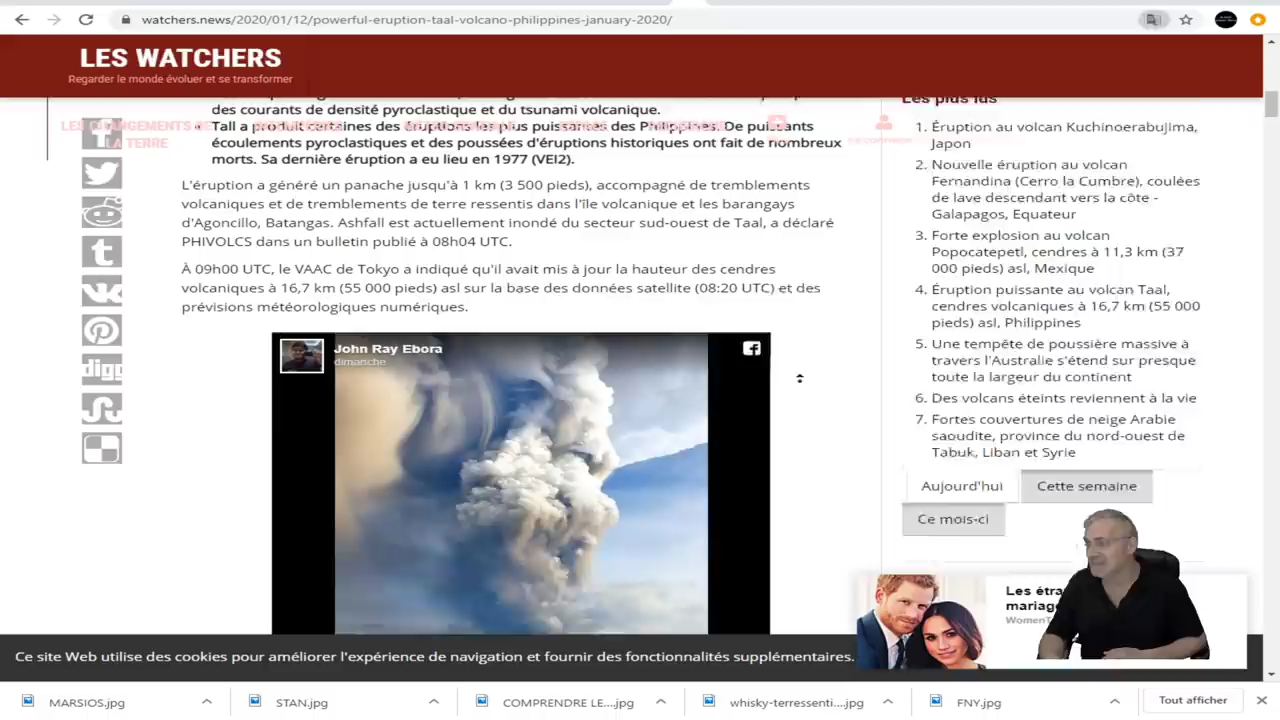 watchers.news/2020/01/12/powerful-eruption-taal-volcano-philippines-january-2020/
LES WATCHERS
Regarder le monde évoluer et se transformer
des courants de densité pyroclastique et du tsunami volcanique.
Tall a produit certaines des éruptions les plus puissantes des Philippines. De puissants
écoulements pyroclastiques et des poussées d'éruptions historiques ont fait de nombreux
morts. Sa dernière éruption a eu lieu en 1977 (VEI2).
LES CHANGEMENTS DE
LA TERRE
L'éruption a généré un panache jusqu'à 1 km (3 500 pieds), accompagné de tremblements
volcaniques et de tremblements de terre ressentis dans l'île volcanique et les barangays
d'Agoncillo, Batangas. Ashfall est actuellement inondé du secteur sud-ouest de Taal, a déclaré
PHIVOLCS dans un bulletin publié à 08h04 UTC.
À 09h00 UTC, le VAAC de Tokyo a indiqué qu'il avait mis à jour la hauteur des cendres
volcaniques à 16,7 km (55 000 pieds) asl sur la base des données satellite (08:20 UTC) et des
prévisions météorologiques numériques.
John Ray Ebora
dimanche
digg
Les plus lus
1. Éruption au volcan Kuchinoerabujima,
Japon
2. Nouvelle éruption au volcan
Fernandina (Cerro la Cumbre), coulées
de lave descendant vers la côte -
Galapagos, Equateur
3. Forte explosion au volcan
Popocatepetl, cendres à 11,3 km (37
000 pieds) asl, Mexique
4. Éruption puissante au volcan Taal,
cendres volcaniques à 16,7 km (55 000
pieds) asl, Philippines
5. Une tempête de poussière massive à
travers l'Australie s'étend sur presque
toute la largeur du continent
6. Des volcans éteints reviennent à la vie
7. Fortes couvertures de neige Arabie
saoudite, province du nord-ouest de
Tabuk, Liban et Syrie
Aujourd'hui
Cette semaine
Ce mois-ci
Les
mariag
Ce site Web utilise des cookies pour améliorer l'expérience de navigation et fournir des fonctionnalités supplémentaires.
MARSIOS.jpg
STAN.jpg
COMPRENDRE LE....jpg
whisky-terressenti....jpg
FNY.jpg
Tout afficher